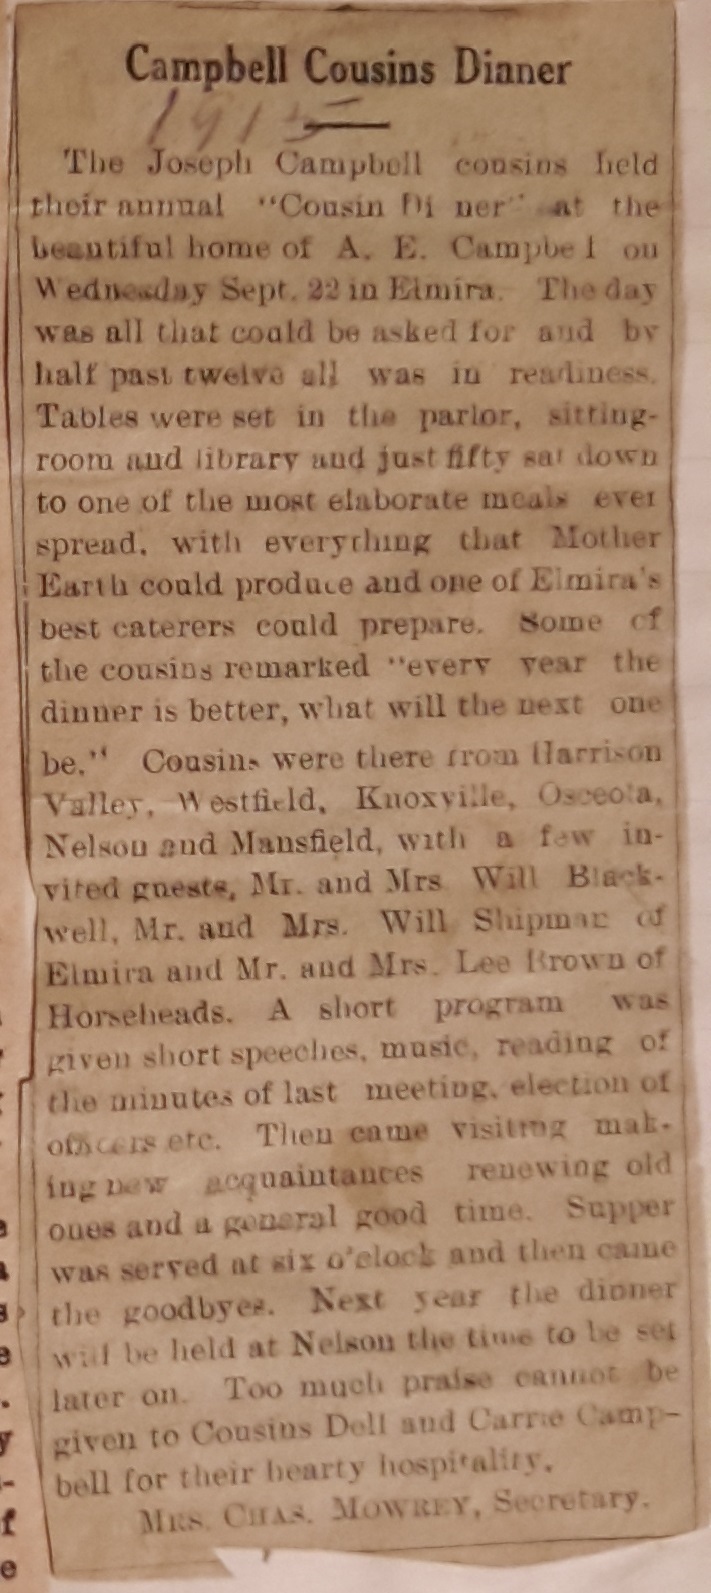 Campbell Cousins Dinner
1915
The Joseph Campbell cousins held
their annual "Cousin Di ner" at the
beautiful home of A. E. Campbe l on
Wednesday Sept. 22 in Elmira. The day
was all that could be asked for and by
half past twelve all was in readiness.
Tables were set in the parlor, sitting-
room and library and just fifty sat down
to one of the most elaborate meals ever
spread, with everything that Mother
Earth could produce and one of Elmira's
best caterers could prepare. Some of
the cousins remarked "every year the
dinner is better, what will the next one
be." Cousins were there from Harrison
Valley, Westfield, Knoxville, Osceola,
Nelson and Mansfield, with a few in-
vited guests, Mr. and Mrs. Will Black-
well, Mr. and Mrs. Will Shipman of
Elmira and Mr. and Mrs. Lee Brown of
Horseheads. A short program was
given short speeches, music, reading of
the minutes of last meeting, election of
officers etc. Then came visiting mak-
ing new acquaintances renewing old
ones and a general good time. Supper
was served at six o'clock and then came
the goodbyes. Next year the dinner
will be held at Nelson the time to be set
later on. Too much praise cannot be
given to Cousins Dell and Carrie Camp-
bell for their hearty hospitality.
MRS. CHAS. MOWREY, Secretary.